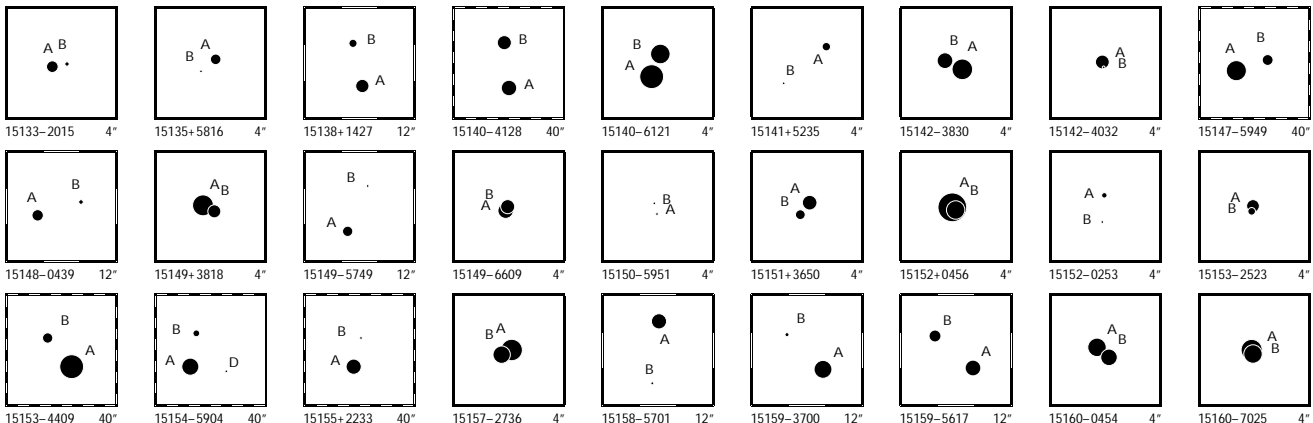 A B
15133−2015 4″
A
B
15135+5816 4″
B
A
15138+1427 12″
B
A
15140−4128 40″
B
A
15140−6121 4″
A
B
15141+5235 4″
B A
15142−3830 4″
A
B
15142−4032 4″
B
A
15147−5949 40″
B
A
15148−0439 12″
A B
15149+3818 4″
B
A
15149−5749 12″
B
A
15149−6609 4″
B
A
15150−5951 4″
A
B
15151+3650 4″
A B
15152+0456 4″
A
B
15152−0253 4″
A
B
15153−2523 4″
B
A
15153−4409 40″
B
A D
15154−5904 40″
B
A
15155+2233 40″
B A
15157−2736 4″
A
B
15158−5701 12″
B
A
15159−3700 12″
B
A
15159−5617 12″
A
B
15160−0454 4″
A
B
15160−7025 4″